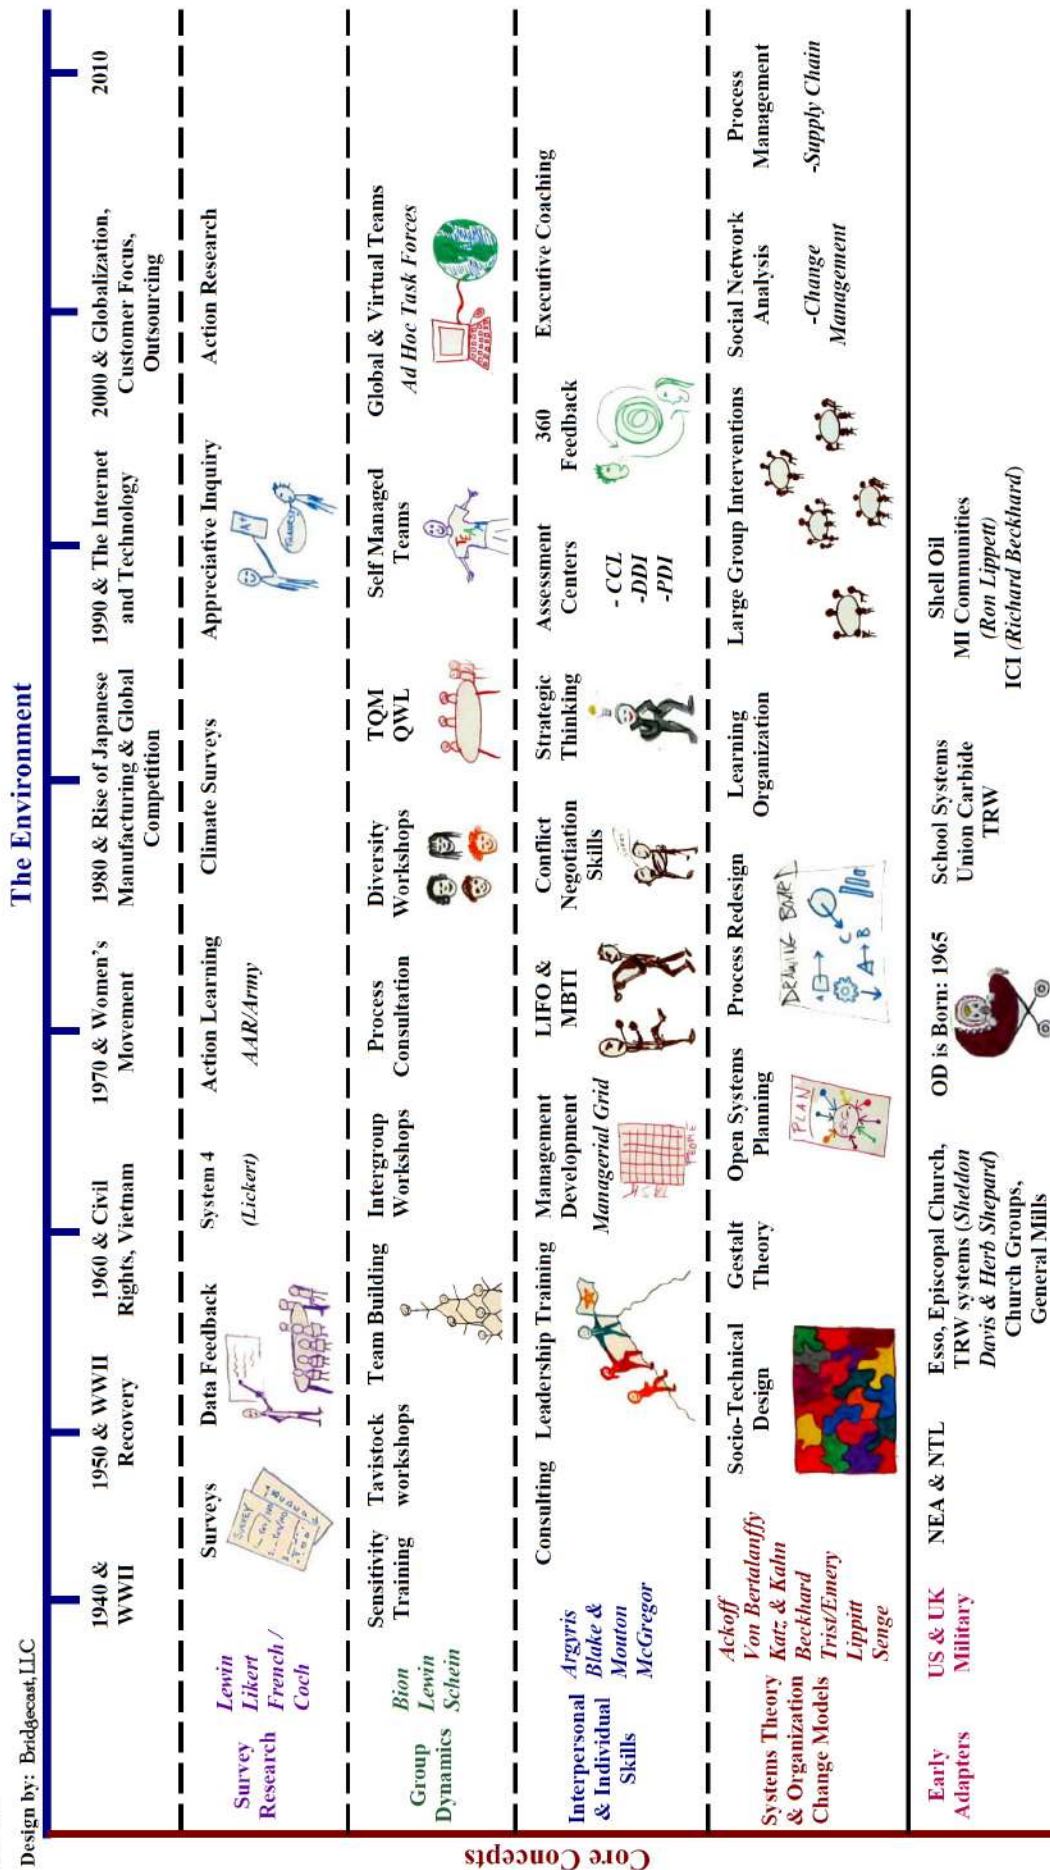 Design by: Bridgecast, LLC
The Environment
1940 &
WWII
1950 & WWII
Recovery
1960 & Civil
Rights, Vietnam
1970 & Women's
Movement
1980 & Rise of Japanese
Manufacturing & Global
Competition
1990 & The Internet
and Technology
2000 & Globalization,
Customer Focus,
Outsourcing
2010
Core Concepts
Survey
Research
Lewin
Likert
French /
Coch
Surveys
SURVEY
Data Feedback
System 4
(Lickert)
Action Learning
AAR/Army
Climate Surveys
Appreciative Inquiry
A+
THANKS!
Action Research
Group
Dynamics
Bion
Lewin
Schein
Sensitivity
Training
Tavistock
workshops
Team Building
Intergroup
Workshops
Process
Consultation
Diversity
Workshops
TQM
QWL
Self Managed
Teams
TEAM
Global & Virtual Teams
Ad Hoc Task Forces
Interpersonal
& Individual
Skills
Argyris
Blake &
Mouton
McGregor
Consulting
Leadership Training
Management
Development
Managerial Grid
TASK
PEOPLE
LIFO &
MBTI
Conflict
Negotiation
Skills
Strategic
Thinking
Assessment
Centers
- CCL
-DDI
-PDI
360
Feedback
Executive Coaching
Systems Theory
& Organization
Change Models
Ackoff
Von Bertalanffy
Katz & Kahn
Beckhard
Trist/Emery
Lippitt
Senge
Socio-Technical
Design
Gestalt
Theory
Open Systems
Planning
PLAN
ORG.
Process Redesign
DRAWING BOARD
A
B
C
A→B
Learning
Organization
Large Group Interventions
Social Network
Analysis
-Change
Management
Process
Management
-Supply Chain
Early
Adapters
US & UK
Military
NEA & NTL
Esso, Episcopal Church,
TRW systems (Sheldon
Davis & Herb Shepard)
Church Groups,
General Mills
OD is Born: 1965
School Systems
Union Carbide
TRW
Shell Oil
MI Communities
(Ron Lippett)
ICI (Richard Beckhard)